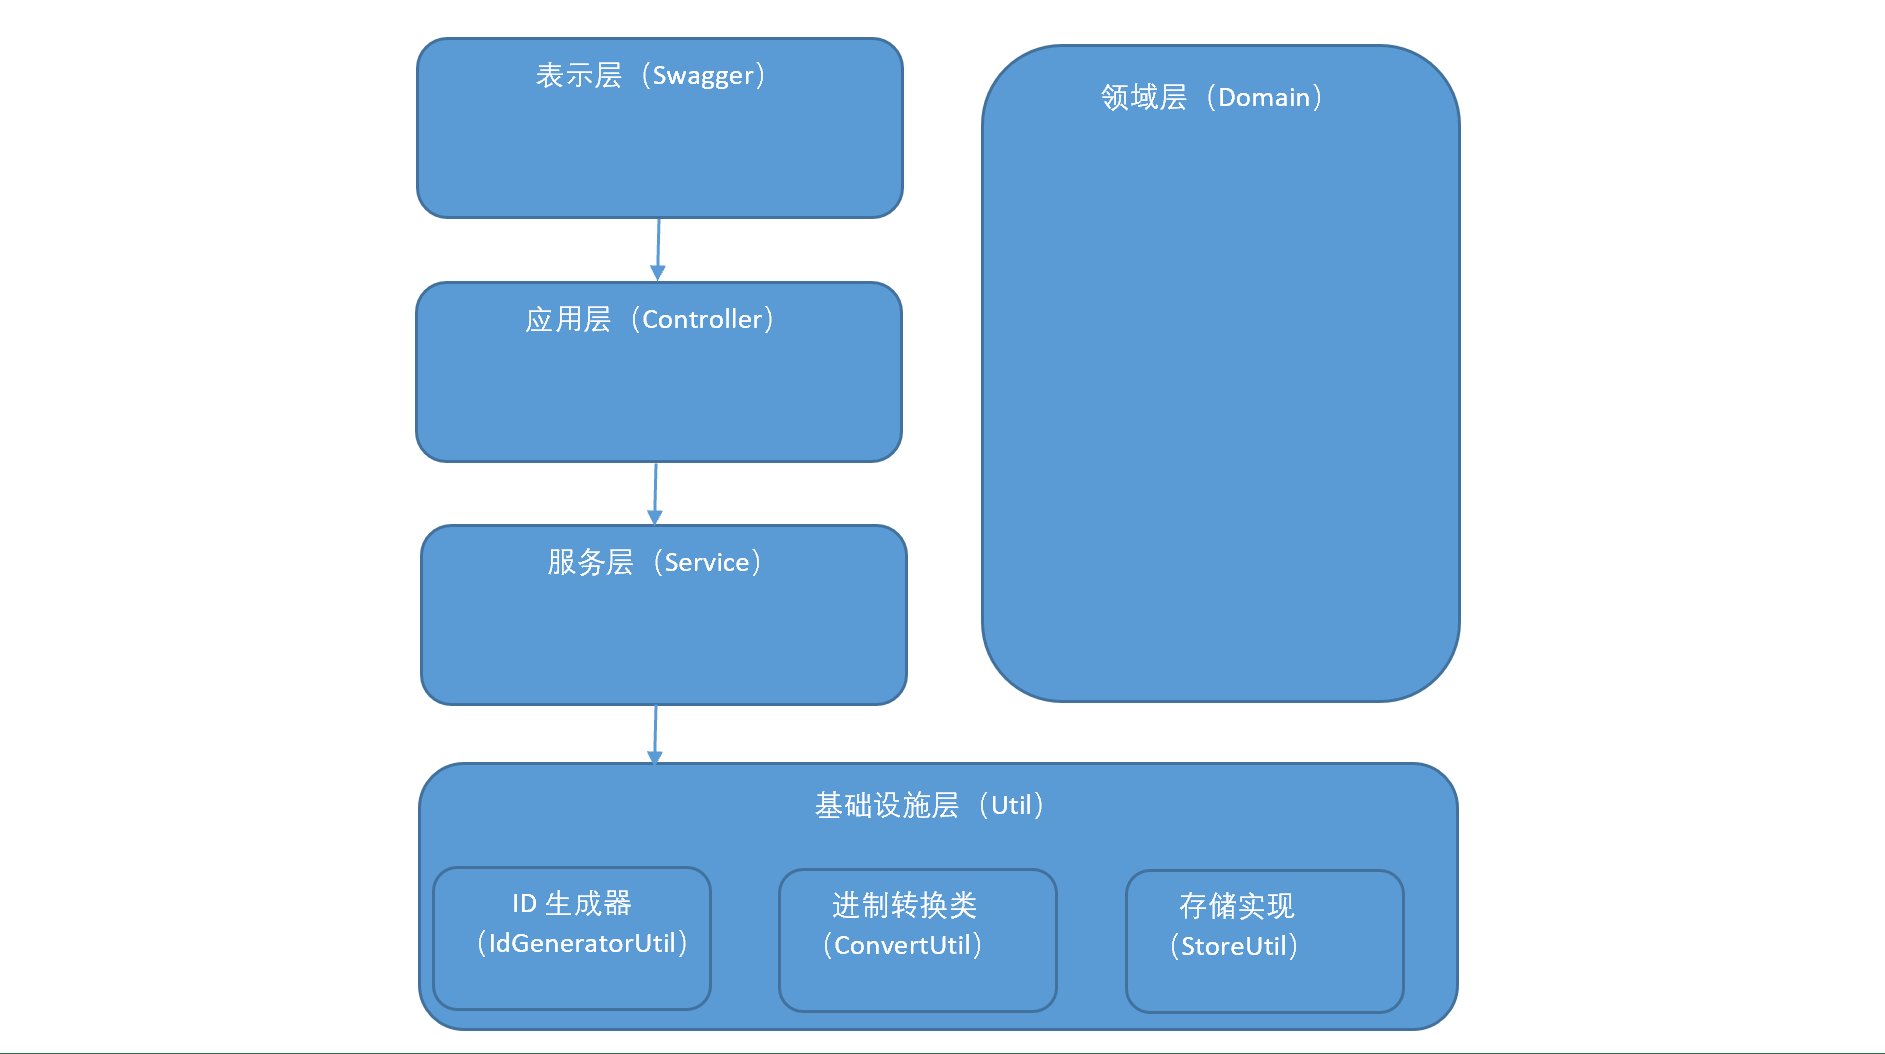 表示层（Swagger）
领域层（Domain）
应用层（Controller）
服务层（Service）
基础设施层（Util）
ID 生成器
（IdGeneratorUtil）
进制转换类
（ConvertUtil）
存储实现
（StoreUtil）